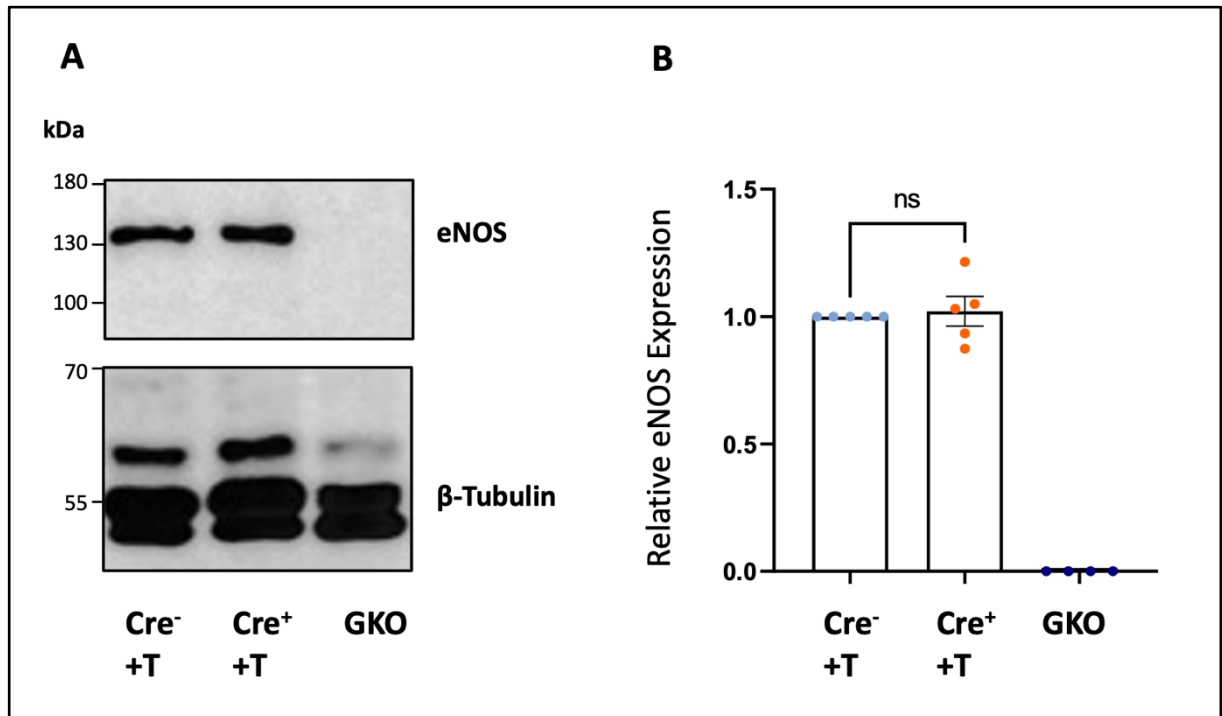 A
kDa
180
130
100
eNOS
70
55
β-Tubulin
Cre⁻ Cre⁺ GKO
+T +T
B
Relative eNOS Expression
1.5
1.0
0.5
0.0
ns
Cre⁻ Cre⁺ GKO
+T +T